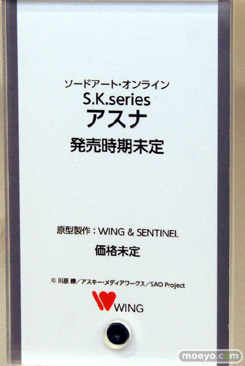 ソードアート・オンライン
S.K.series
アスナ
発売時期未定
原型製作：WING & SENTINEL
価格未定
© 川原 礫／アスキー・メディアワークス／SAO Project
WING
moeyo.com